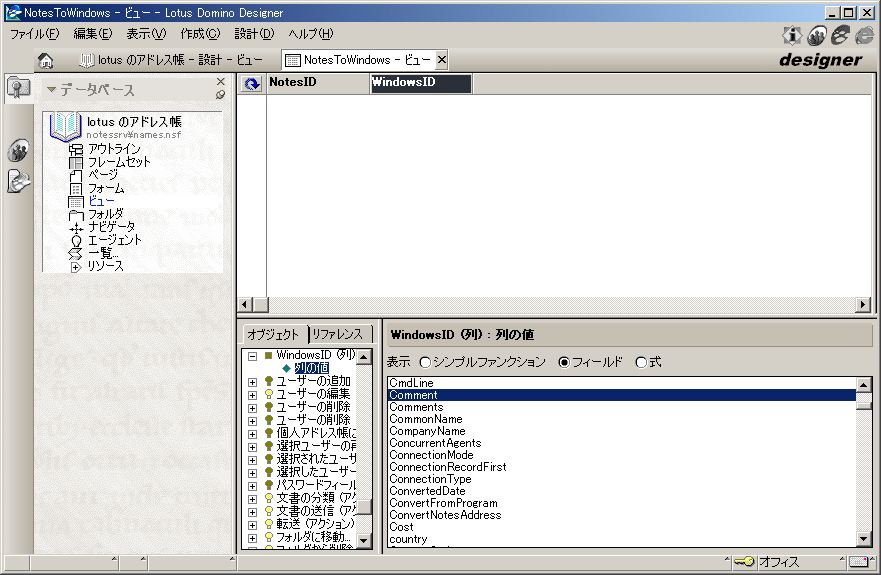 NotesToWindows - ビュー - Lotus Domino Designer
ファイル(F) 編集(E) 表示(V) 作成(C) 設計(D) ヘルプ(H)
lotus のアドレス帳 - 設計 - ビュー NotesToWindows - ビュー
designer
データベース
lotus のアドレス帳
notessrv¥names.nsf
アウトライン
フレームセット
ページ
フォーム
ビュー
フォルダ
ナビゲータ
エージェント
一覧...
リソース
NotesID WindowsID
オブジェクト リファレンス
WindowsID (列)
列の値
ユーザーの追加
ユーザーの編集
ユーザーの削除
ユーザーの削除
個人アドレス帳に
選択ユーザーの
選択されたユーザ
選択したユーザー
パスワードフィール
文書の分類 (ア
文書の送信 (ア
転送 (アクション)
フォルダに移動...
フォルダから削除
WindowsID (列) : 列の値
表示 シンプルファンクション フィールド 式
CmdLine
Comment
Comments
CommonName
CompanyName
ConcurrentAgents
ConnectionMode
ConnectionRecordFirst
ConnectionType
ConvertedDate
ConvertFromProgram
ConvertNotesAddress
Cost
country
オフィス